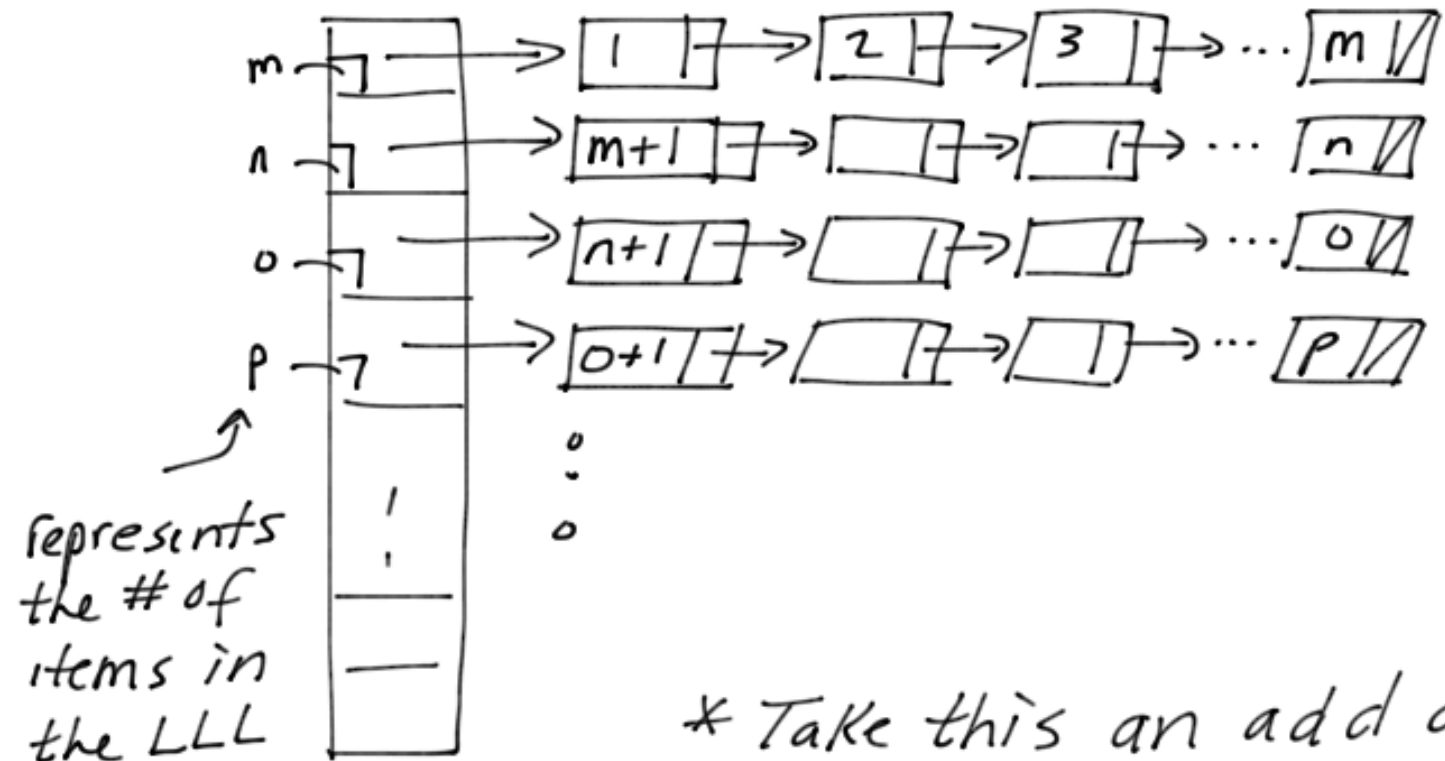 m 1 2 3 ... m
n m+1 ... n
o n+1 ... o
p o+1 ... p
represents
the # of
items in
the LLL
* Take this an add a